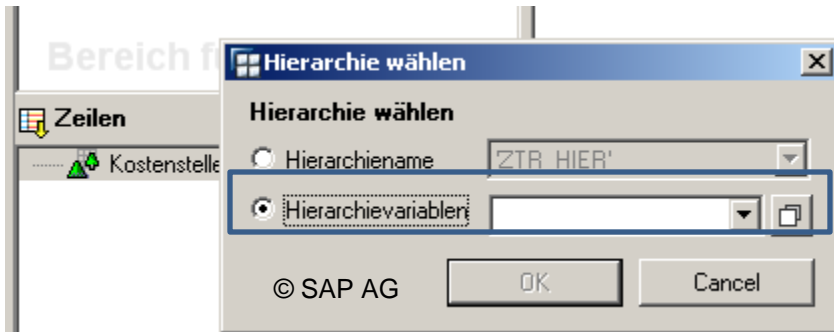 Bereich f
Hierarchie wählen
Hierarchie wählen
Zeilen
Kostenstelle
Hierarchiename
'ZTR_HIER'
Hierarchievariablen
© SAP AG
OK
Cancel